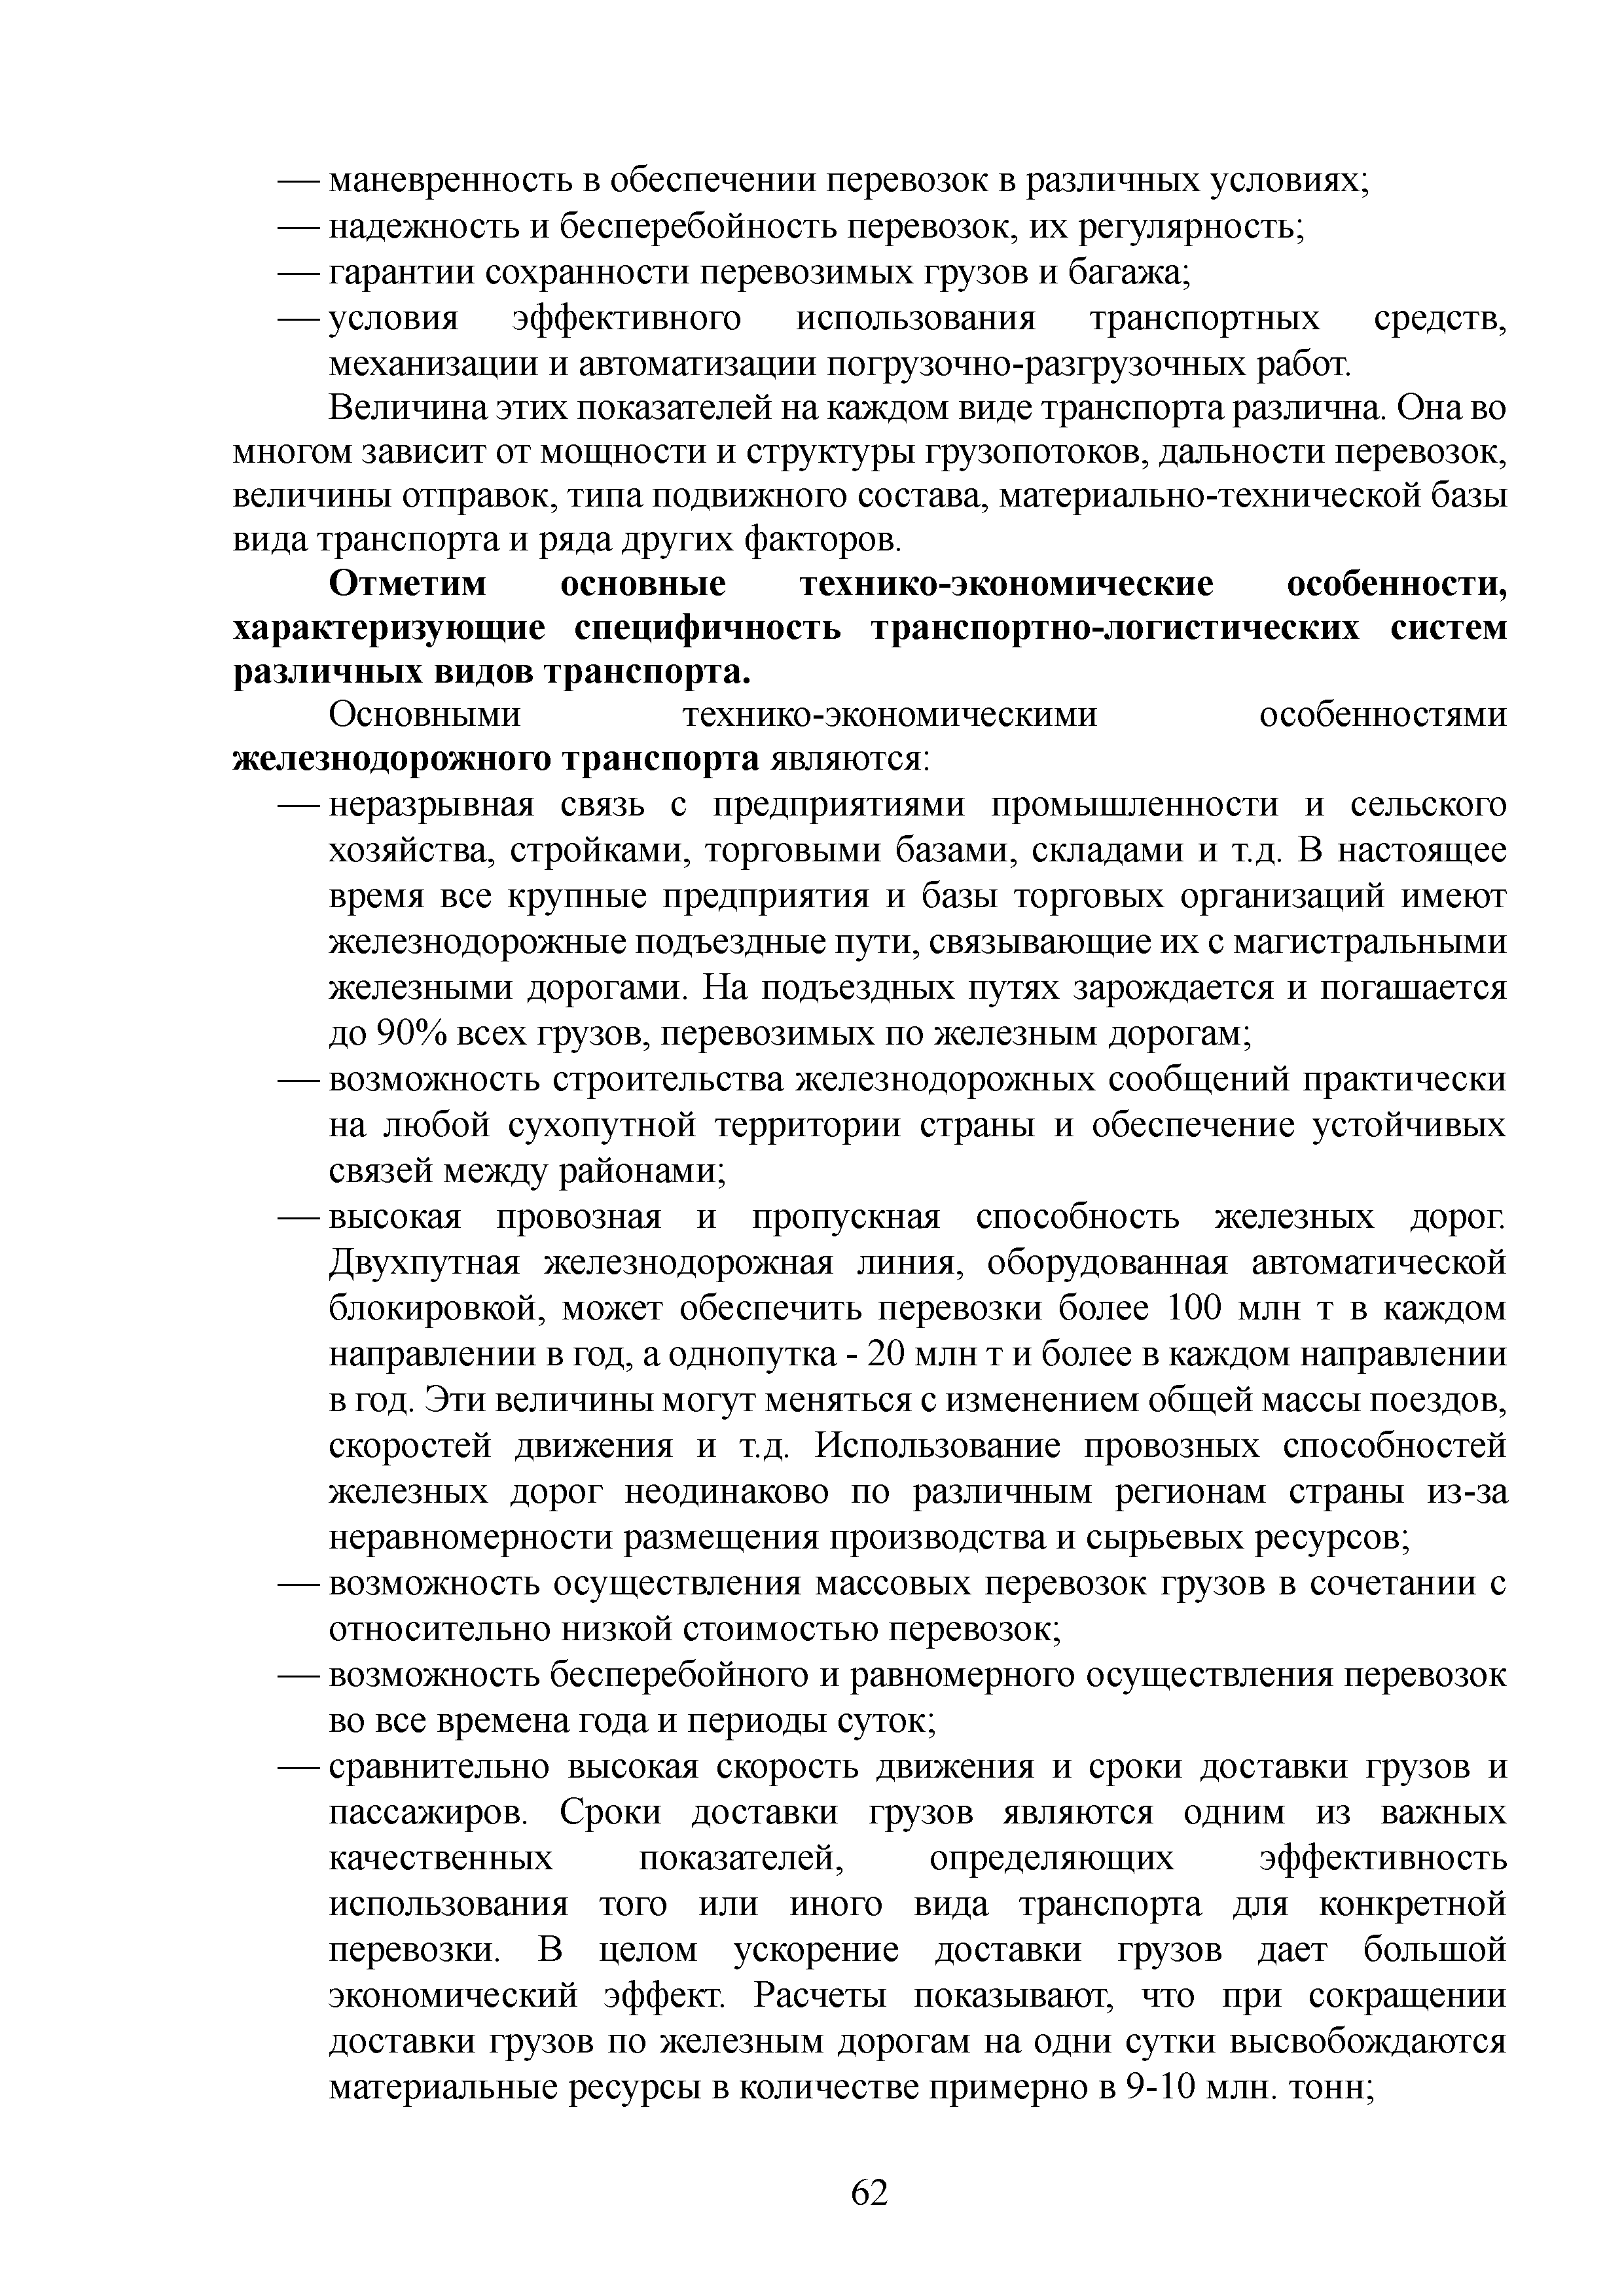 — маневренность в обеспечении перевозок в различных условиях;
— надежность и бесперебойность перевозок, их регулярность;
— гарантии сохранности перевозимых грузов и багажа;
— условия эффективного использования транспортных средств,
механизации и автоматизации погрузочно-разгрузочных работ.
Величина этих показателей на каждом виде транспорта различна. Она во
многом зависит от мощности и структуры грузопотоков, дальности перевозок,
величины отправок, типа подвижного состава, материально-технической базы
вида транспорта и ряда других факторов.
Отметим основные технико-экономические особенности,
характеризующие специфичность транспортно-логистических систем
различных видов транспорта.
Основными технико-экономическими особенностями
железнодорожного транспорта являются:
— неразрывная связь с предприятиями промышленности и сельского
хозяйства, стройками, торговыми базами, складами и т.д. В настоящее
время все крупные предприятия и базы торговых организаций имеют
железнодорожные подъездные пути, связывающие их с магистральными
железными дорогами. На подъездных путях зарождается и погашается
до 90% всех грузов, перевозимых по железным дорогам;
— возможность строительства железнодорожных сообщений практически
на любой сухопутной территории страны и обеспечение устойчивых
связей между районами;
— высокая провозная и пропускная способность железных дорог.
Двухпутная железнодорожная линия, оборудованная автоматической
блокировкой, может обеспечить перевозки более 100 млн т в каждом
направлении в год, а однопутка - 20 млн т и более в каждом направлении
в год. Эти величины могут меняться с изменением общей массы поездов,
скоростей движения и т.д. Использование провозных способностей
железных дорог неодинаково по различным регионам страны из-за
неравномерности размещения производства и сырьевых ресурсов;
— возможность осуществления массовых перевозок грузов в сочетании с
относительно низкой стоимостью перевозок;
— возможность бесперебойного и равномерного осуществления перевозок
во все времена года и периоды суток;
— сравнительно высокая скорость движения и сроки доставки грузов и
пассажиров. Сроки доставки грузов являются одним из важных
качественных показателей, определяющих эффективность
использования того или иного вида транспорта для конкретной
перевозки. В целом ускорение доставки грузов дает большой
экономический эффект. Расчеты показывают, что при сокращении
доставки грузов по железным дорогам на одни сутки высвобождаются
материальные ресурсы в количестве примерно в 9-10 млн. тонн;
62